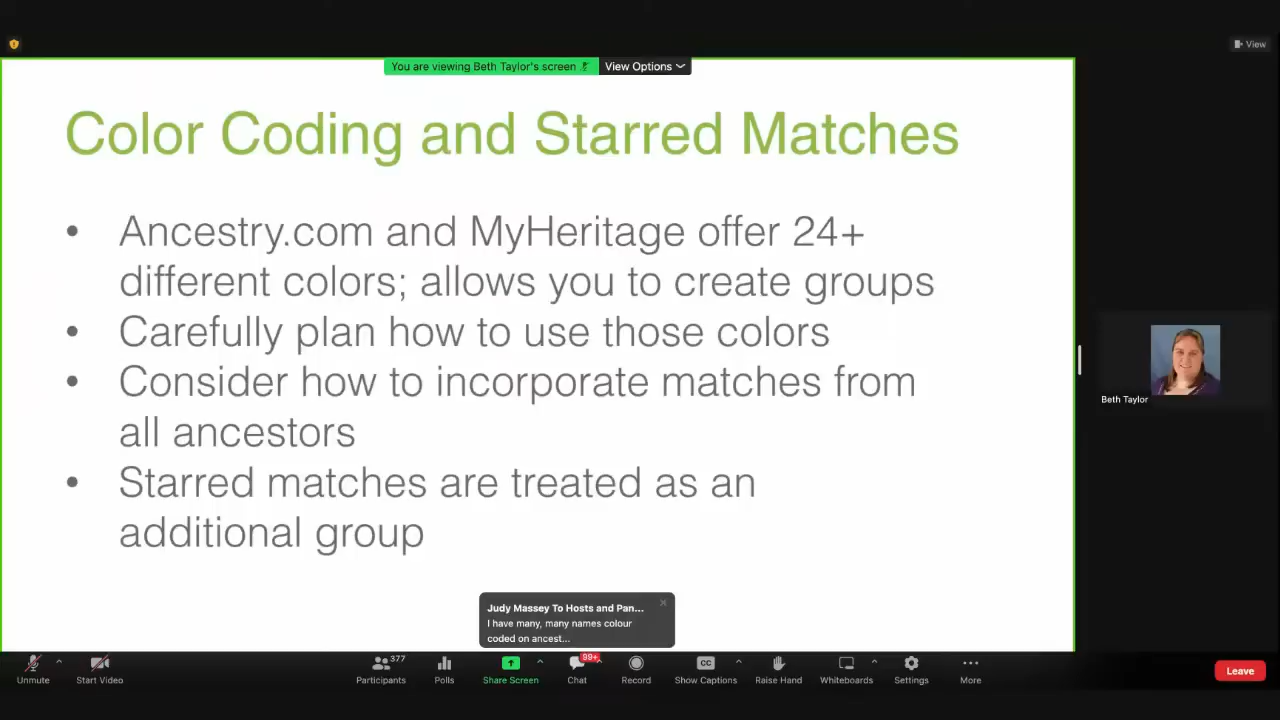 View
You are viewing Beth Taylor's screen
View Options
Color Coding and Starred Matches
• Ancestry.com and MyHeritage offer 24+
different colors; allows you to create groups
• Carefully plan how to use those colors
• Consider how to incorporate matches from
all ancestors
• Starred matches are treated as an
additional group
Beth Taylor
Judy Massey To Hosts and Pan...
I have many, many names colour
coded on ancest...
377
99+
CC
Unmute
Start Video
Participants
Polls
Share Screen
Chat
Record
Show Captions
Raise Hand
Whiteboards
Settings
More
Leave